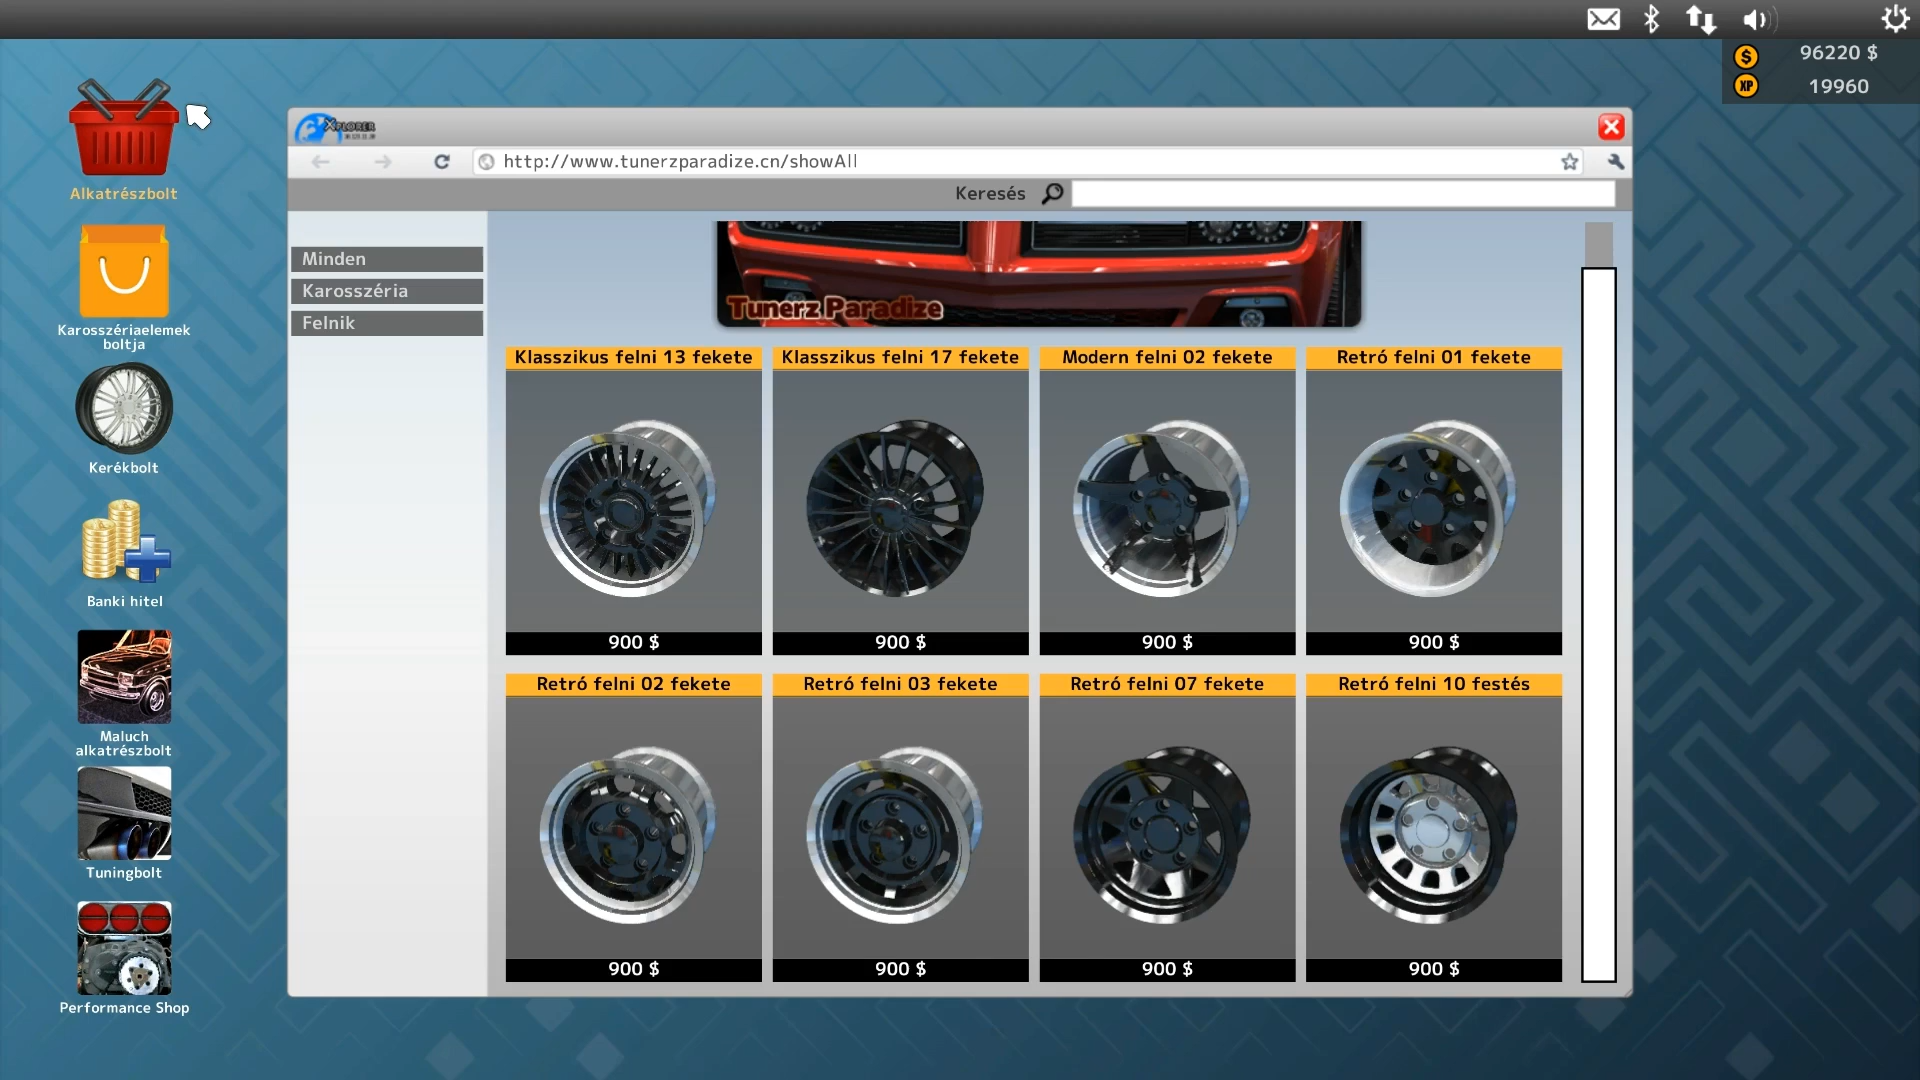 96220 $
XP
19960
Alkatrészbolt
Karosszériaelemek
boltja
Kerékbolt
Banki hitel
Maluch
alkatrészbolt
Tuningbolt
Performance Shop
XPLORER
http://www.tunerzparadize.cn/showAll
Keresés
Minden
Karosszéria
Felnik
Tunerz Paradize
Klasszikus felni 13 fekete
Klasszikus felni 17 fekete
Modern felni 02 fekete
Retró felni 01 fekete
900 $
900 $
900 $
900 $
Retró felni 02 fekete
Retró felni 03 fekete
Retró felni 07 fekete
Retró felni 10 festés
900 $
900 $
900 $
900 $